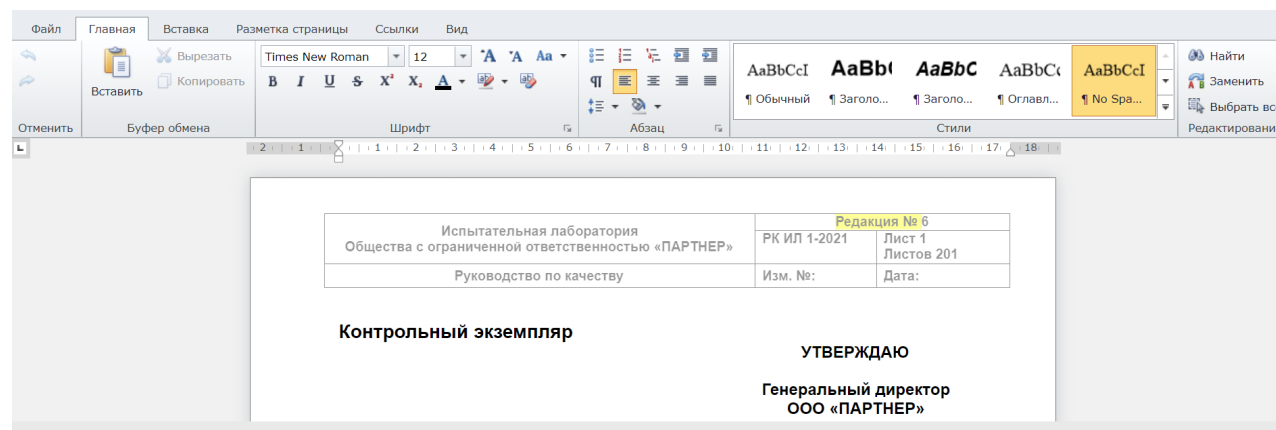 Файл Главная Вставка Разметка страницы Ссылки Вид
Вырезать Times New Roman 12 Aa Найти
Копировать Вставить B I U S X² X₂ A ¶ AaBbCcI AaBb( AaBbC AaBbCc AaBbCcI Заменить
¶ Обычный ¶ Заголо... ¶ Заголо... ¶ Оглавл... ¶ No Spa... Выбрать вс
Отменить Буфер обмена Шрифт Абзац Стили Редактировани
2 1 1 2 3 4 5 6 7 8 9 10 11 12 13 14 15 16 17 18
Редакция № 6
Испытательная лаборатория
Общества с ограниченной ответственностью «ПАРТНЕР»
РК ИЛ 1-2021 Лист 1
Листов 201
Руководство по качеству Изм. №: Дата:
Контрольный экземпляр
УТВЕРЖДАЮ
Генеральный директор
ООО «ПАРТНЕР»